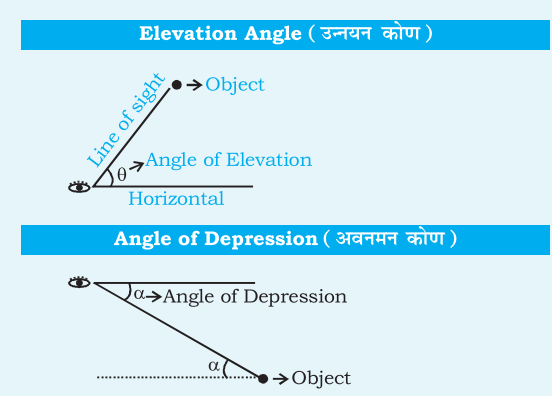 Elevation Angle ( उन्नयन कोण )
Object
Line of sight
θ
Angle of Elevation
Horizontal
Angle of Depression ( अवनमन कोण )
α
Angle of Depression
α
Object